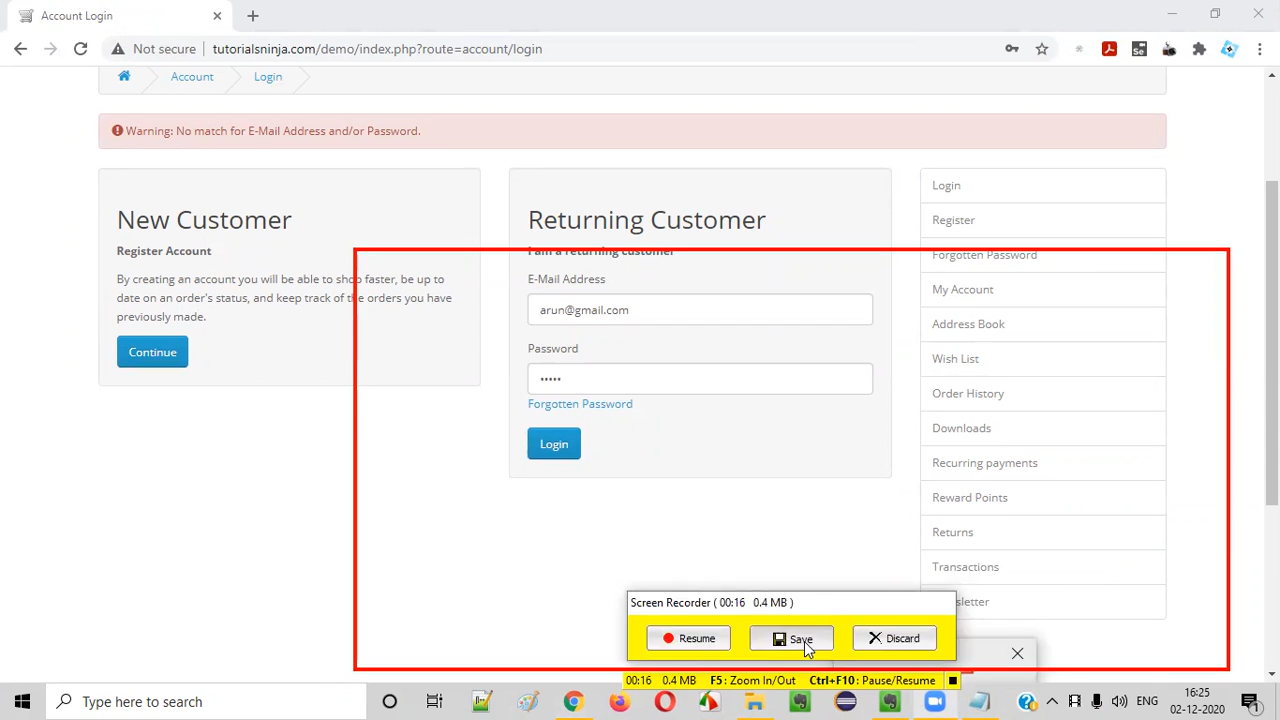 Account Login
Not secure
tutorialsninja.com/demo/index.php?route=account/login
Account
Login
Warning: No match for E-Mail Address and/or Password.
New Customer
Register Account
By creating an account you will be able to shop faster, be up to
date on an order's status, and keep track of the orders you have
previously made.
Continue
Returning Customer
I am a returning customer
E-Mail Address
arun@gmail.com
Password
•••••
Forgotten Password
Login
Login
Register
Forgotten Password
My Account
Address Book
Wish List
Order History
Downloads
Recurring payments
Reward Points
Returns
Transactions
Screen Recorder ( 00:16 0.4 MB )
Resume
Save
Discard
00:16 0.4 MB F5: Zoom In/Out Ctrl+F10: Pause/Resume
Type here to search
ENG
16:25
02-12-2020